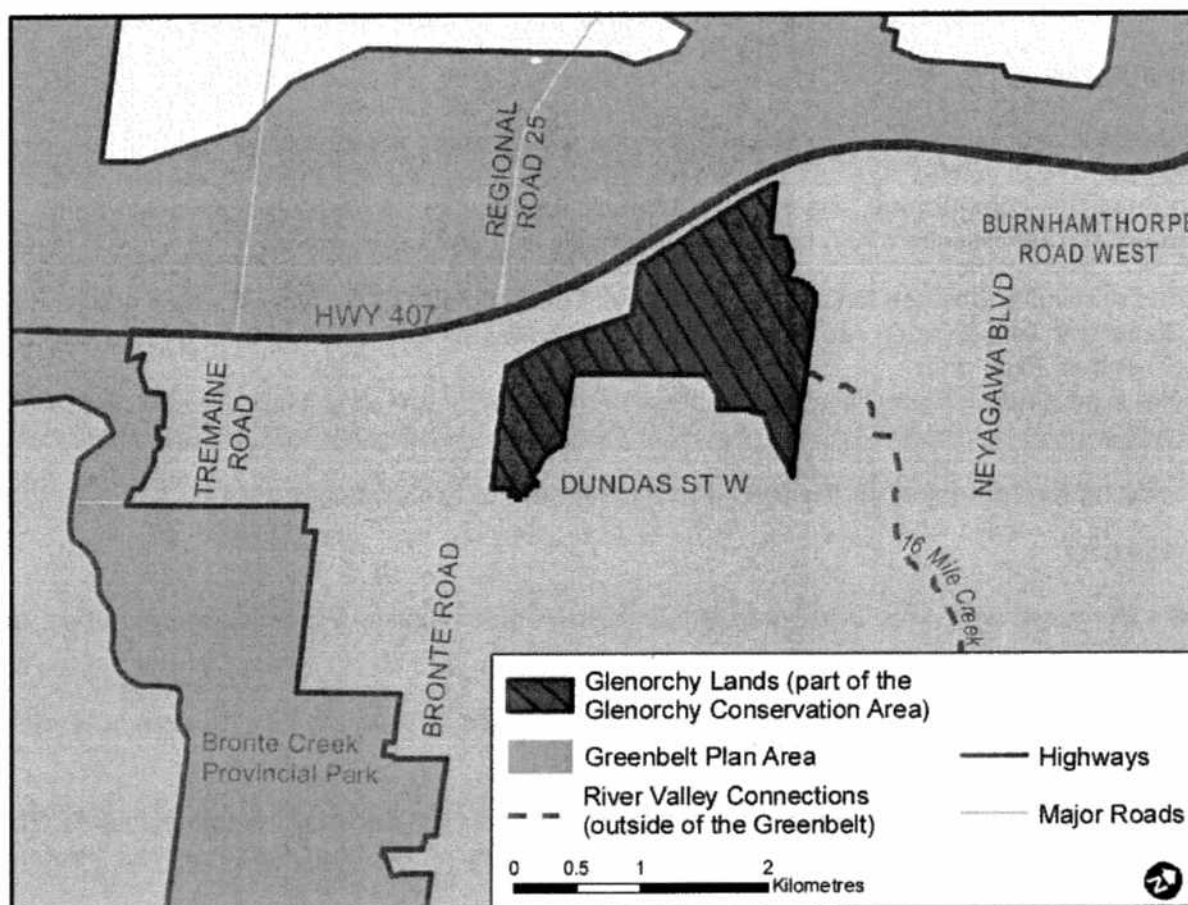 REGIONAL
ROAD 25
BURNHAMTHORPE
ROAD WEST
HWY 407
NEYAGAWA BLVD
TREMAINE
ROAD
DUNDAS ST W
16 Mile Creek
BRONTE ROAD
Bronte Creek
Provincial Park
Glenorchy Lands (part of the
Glenorchy Conservation Area)
Greenbelt Plan Area
River Valley Connections
(outside of the Greenbelt)
Highways
Major Roads
0 0.5 1 2
Kilometres
N